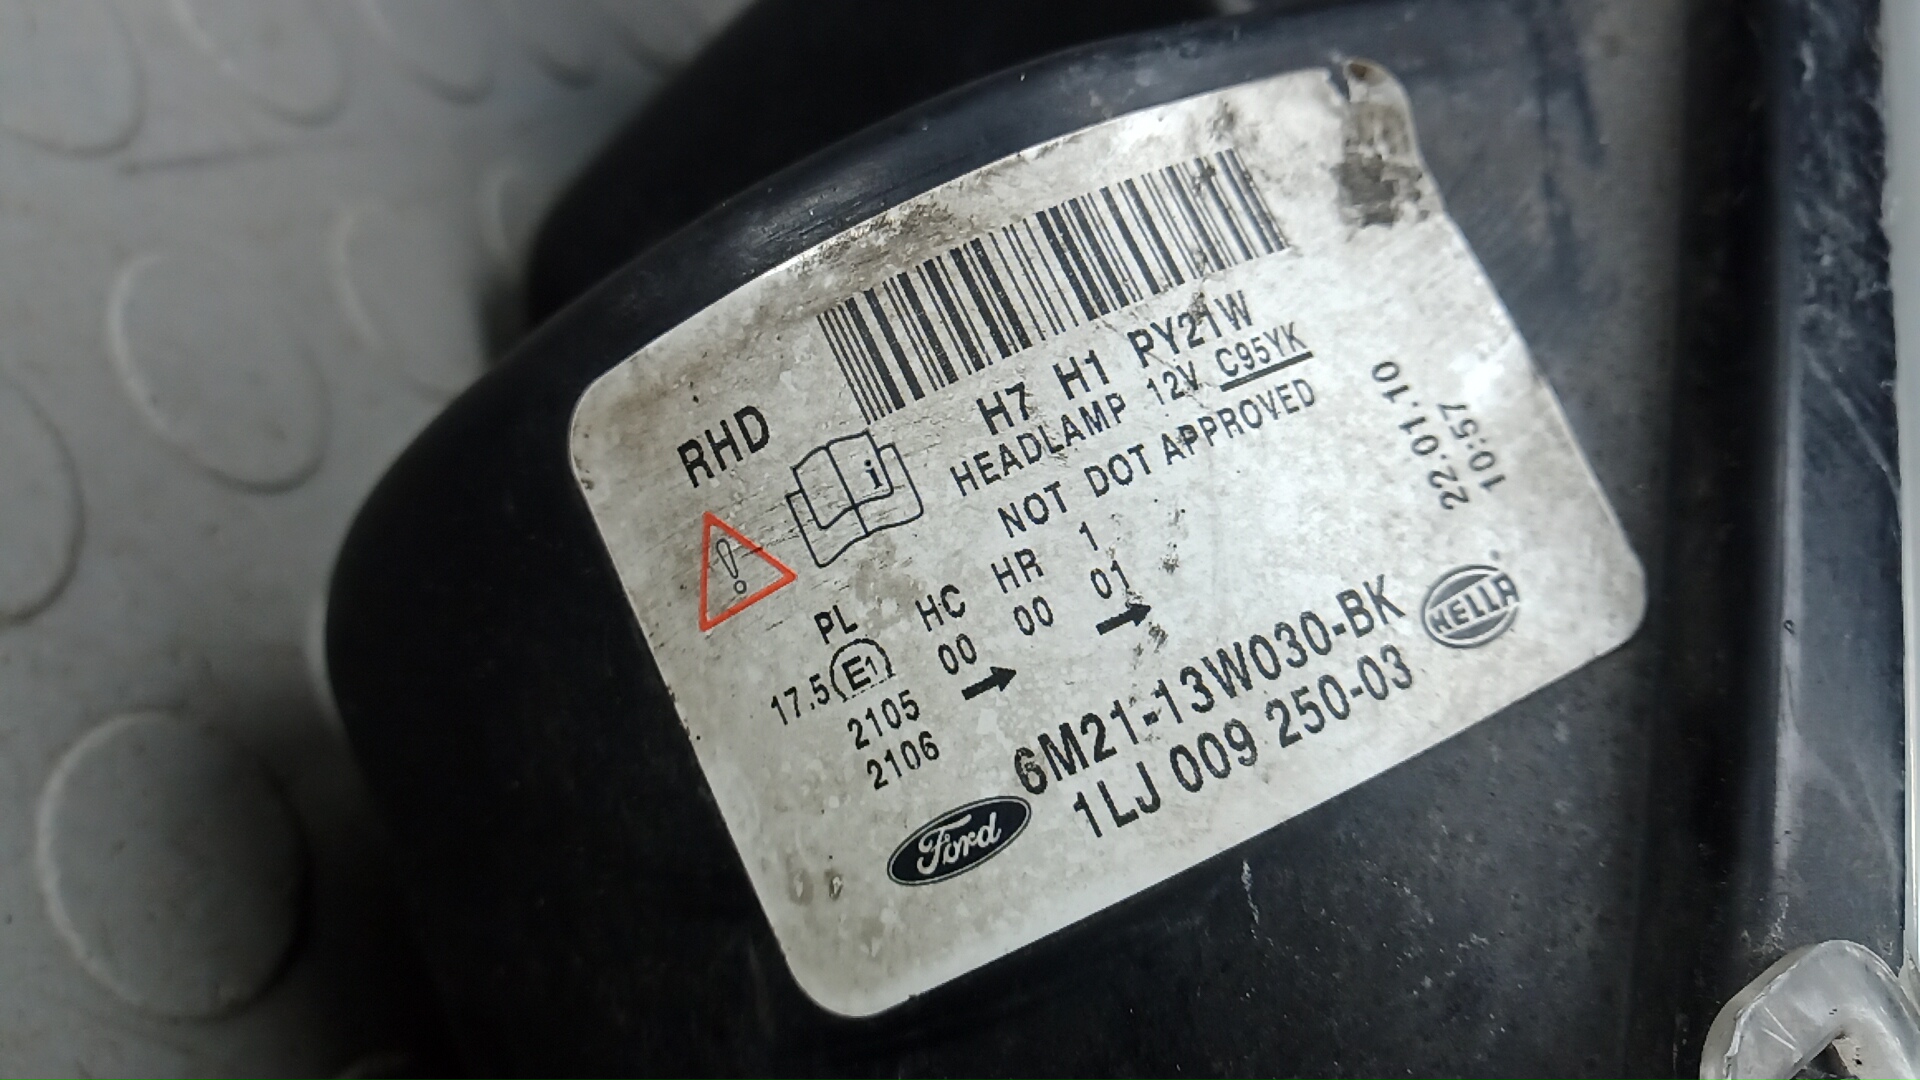 RHD
H7 H1 PY21W
HEADLAMP 12V C95YK
NOT DOT APPROVED
22.01.10
10:57
PL HC HR 1
17.5 E1 00 00 01
2105
2106
6M21-13W030-BK
1LJ 009 250-03
HELLA
Ford